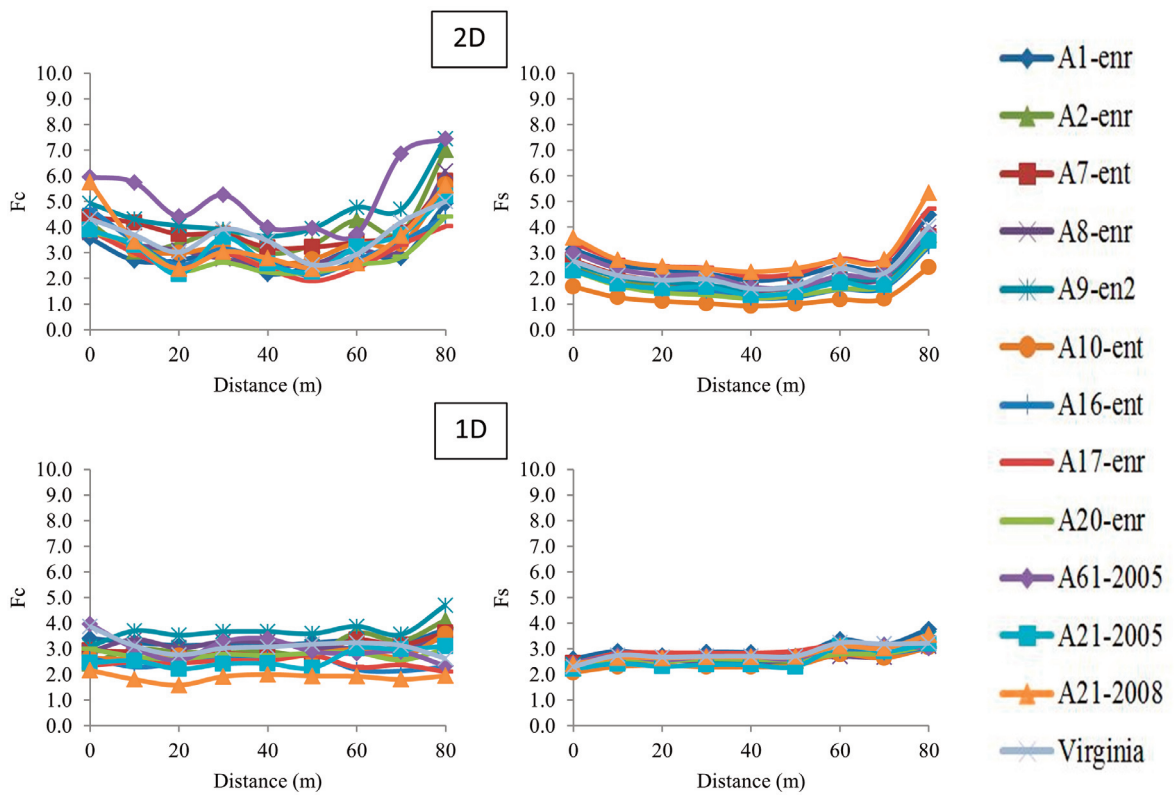 2D
10.0
9.0
8.0
7.0
6.0
5.0
4.0
3.0
2.0
1.0
0.0
Fc
0 20 40 60 80
Distance (m)
10.0
9.0
8.0
7.0
6.0
5.0
4.0
3.0
2.0
1.0
0.0
Fs
0 20 40 60 80
Distance (m)
1D
10.0
9.0
8.0
7.0
6.0
5.0
4.0
3.0
2.0
1.0
0.0
Fc
0 20 40 60 80
Distance (m)
10.0
9.0
8.0
7.0
6.0
5.0
4.0
3.0
2.0
1.0
0.0
Fs
0 20 40 60 80
Distance (m)
A1-enr
A2-enr
A7-ent
A8-enr
A9-en2
A10-ent
A16-ent
A17-enr
A20-enr
A61-2005
A21-2005
A21-2008
Virginia